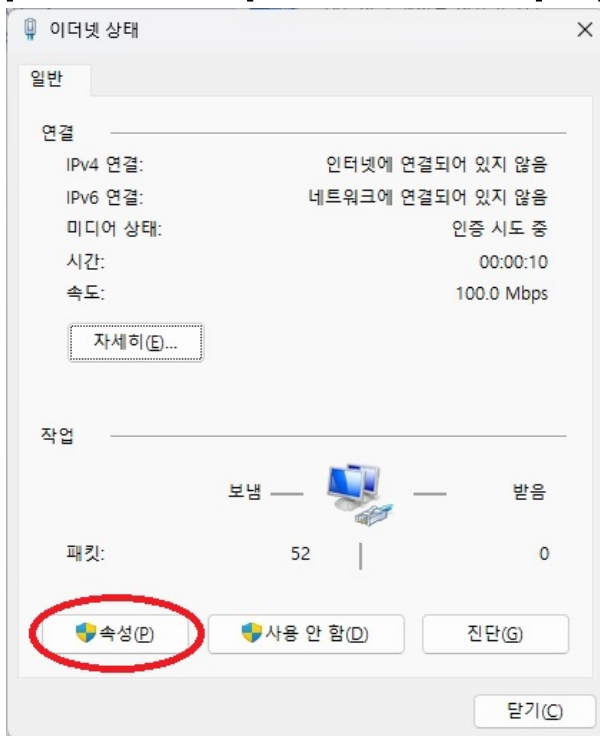 이더넷 상태
일반
연결
IPv4 연결: 인터넷에 연결되어 있지 않음
IPv6 연결: 네트워크에 연결되어 있지 않음
미디어 상태: 인증 시도 중
시간: 00:00:10
속도: 100.0 Mbps
자세히(E)...
작업
보냄 받음
패킷: 52 0
속성(P) 사용 안 함(D) 진단(G)
닫기(C)